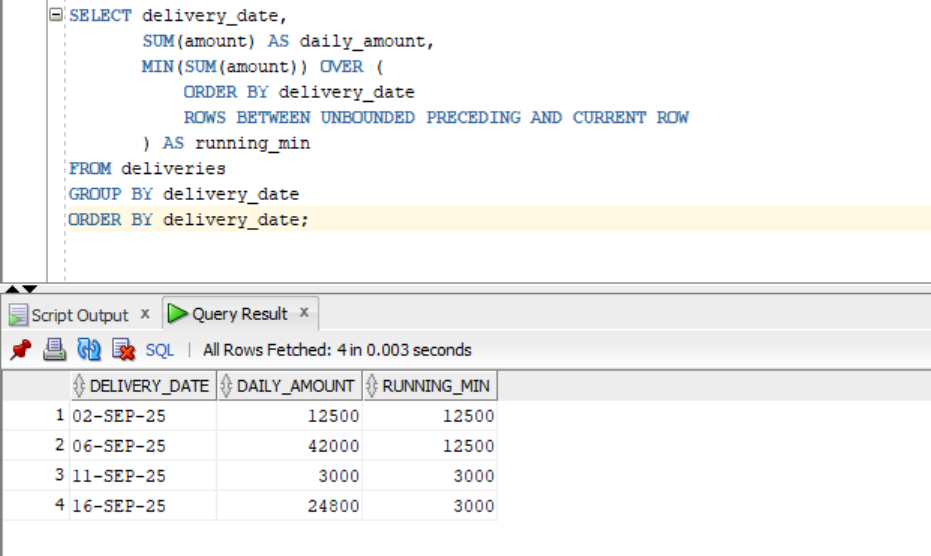 SELECT delivery_date,
SUM(amount) AS daily_amount,
MIN(SUM(amount)) OVER (
ORDER BY delivery_date
ROWS BETWEEN UNBOUNDED PRECEDING AND CURRENT ROW
) AS running_min
FROM deliveries
GROUP BY delivery_date
ORDER BY delivery_date;
Script Output x Query Result x
SQL | All Rows Fetched: 4 in 0.003 seconds
DELIVERY_DATE DAILY_AMOUNT RUNNING_MIN
1 02-SEP-25 12500 12500
2 06-SEP-25 42000 12500
3 11-SEP-25 3000 3000
4 16-SEP-25 24800 3000